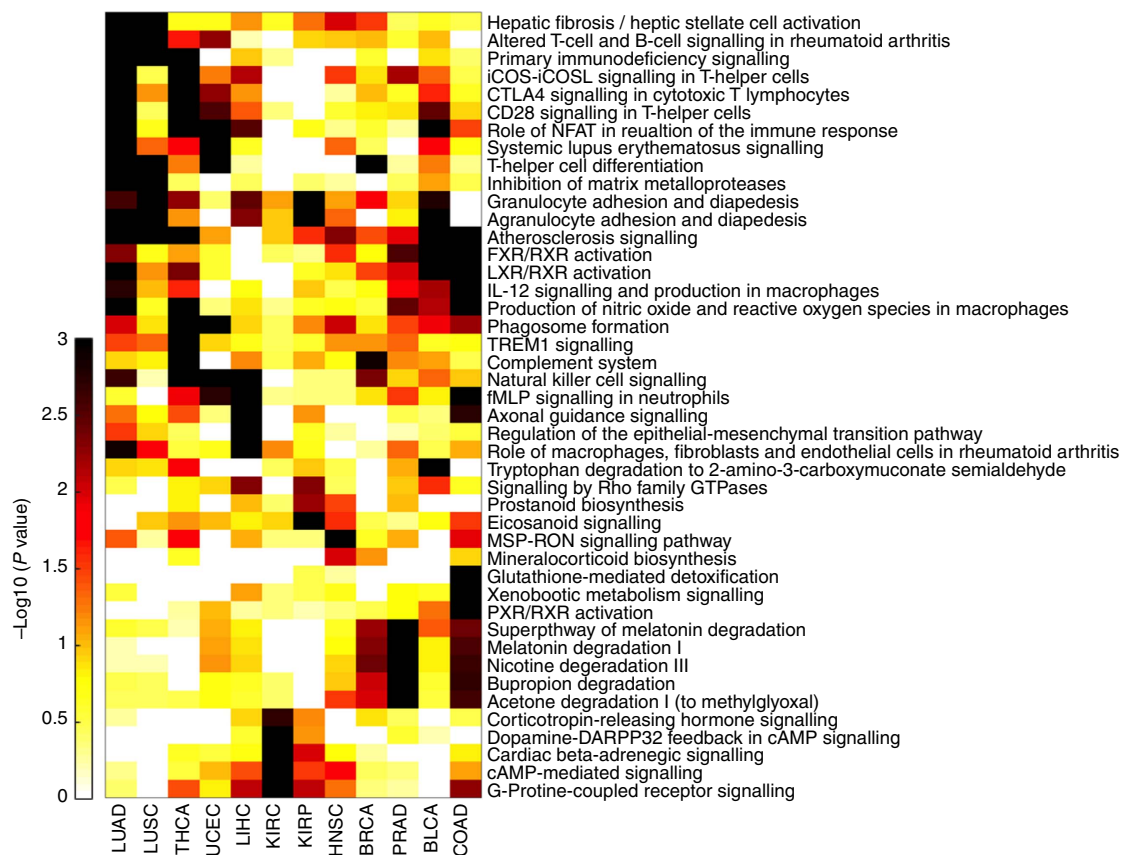 Hepatic fibrosis / heptic stellate cell activation
Altered T-cell and B-cell signalling in rheumatoid arthritis
Primary immunodeficiency signalling
iCOS-iCOSL signalling in T-helper cells
CTLA4 signalling in cytotoxic T lymphocytes
CD28 signalling in T-helper cells
Role of NFAT in reualtion of the immune response
Systemic lupus erythematosus signalling
T-helper cell differentiation
Inhibition of matrix metalloproteases
Granulocyte adhesion and diapedesis
Agranulocyte adhesion and diapedesis
Atherosclerosis signalling
FXR/RXR activation
LXR/RXR activation
IL-12 signalling and production in macrophages
Production of nitric oxide and reactive oxygen species in macrophages
Phagosome formation
TREM1 signalling
Complement system
Natural killer cell signalling
fMLP signalling in neutrophils
Axonal guidance signalling
Regulation of the epithelial-mesenchymal transition pathway
Role of macrophages, fibroblasts and endothelial cells in rheumatoid arthritis
Tryptophan degradation to 2-amino-3-carboxymuconate semialdehyde
Signalling by Rho family GTPases
Prostanoid biosynthesis
Eicosanoid signalling
MSP-RON signalling pathway
Mineralocorticoid biosynthesis
Glutathione-mediated detoxification
Xenobootic metabolism signalling
PXR/RXR activation
Superpthway of melatonin degradation
Melatonin degradation I
Nicotine degeradation III
Bupropion degradation
Acetone degradation I (to methylglyoxal)
Corticotropin-releasing hormone signalling
Dopamine-DARPP32 feedback in cAMP signalling
Cardiac beta-adrenegic signalling
cAMP-mediated signalling
G-Protine-coupled receptor signalling
3
2.5
2
1.5
1
0.5
0
–Log10 (P value)
LUAD
LUSC
THCA
UCEC
LIHC
KIRC
KIRP
HNSC
BRCA
PRAD
BLCA
COAD